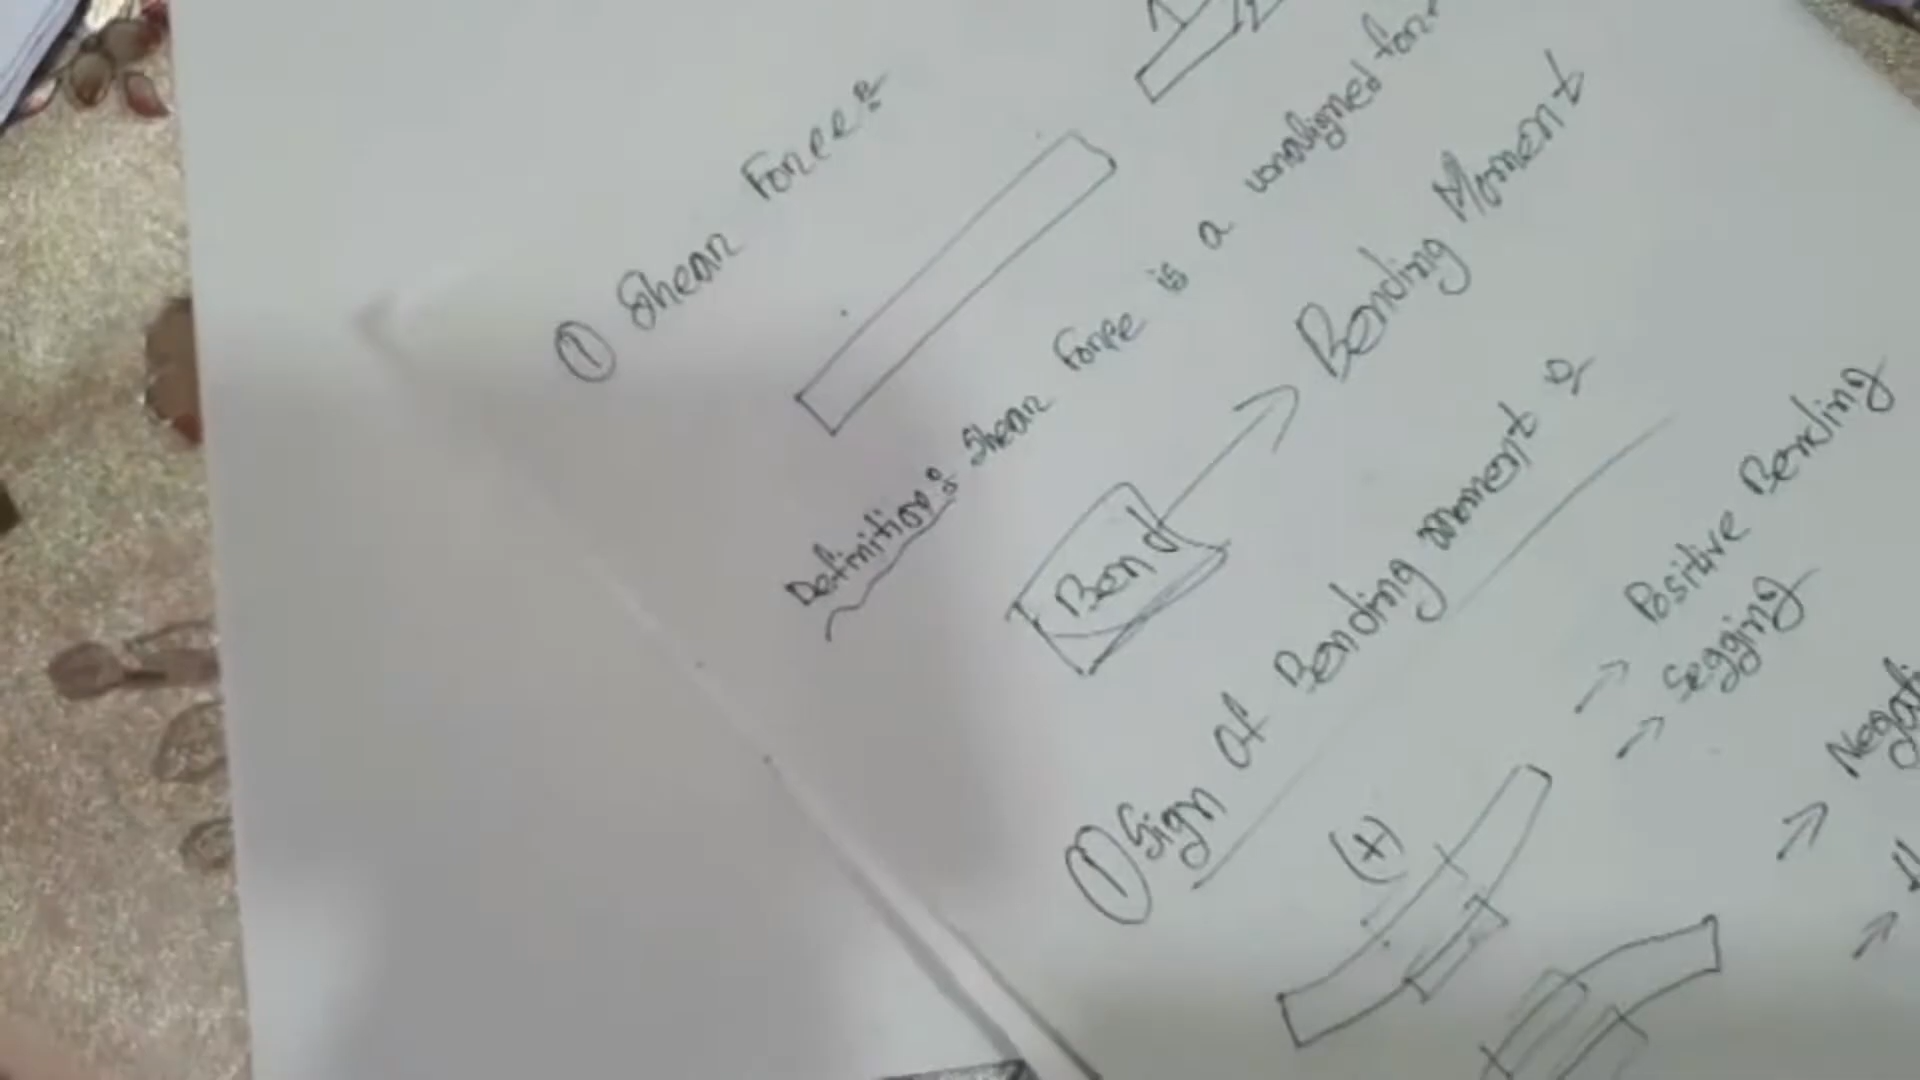 ① Shear Force:
Definition: Shear Force is a unaligned
Bend → Bending Moment
① Sign of Bending moment :
(+)
→ Positive Bending
→ Segging
→
→